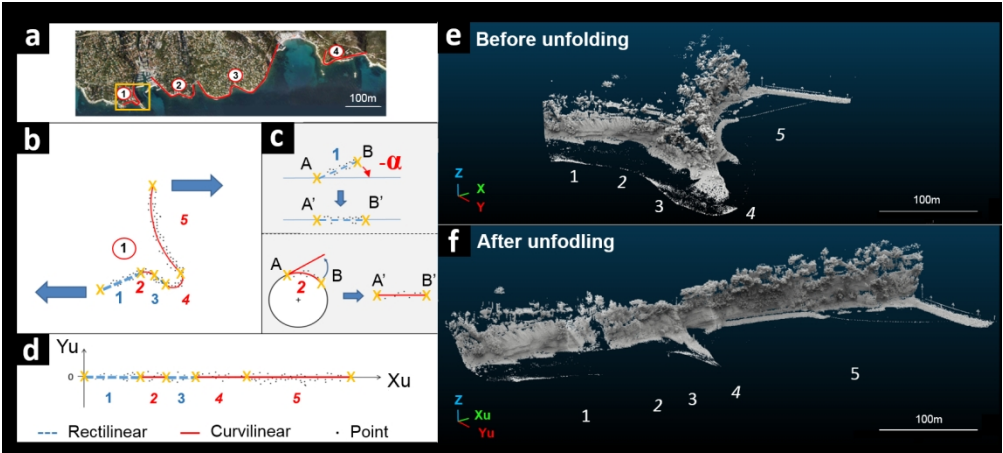 a
1
2
3
4
100m
b
1
5
1
2
3
4
c
A
1
B
-α
A'
B'
A
2
B
A'
B'
d
Yu
0
Xu
1
2
3
4
5
Rectilinear
Curvilinear
Point
e
Before unfolding
5
1
2
3
4
Z
X
Y
100m
f
After unfodling
5
4
3
2
1
Z
Xu
Yu
100m